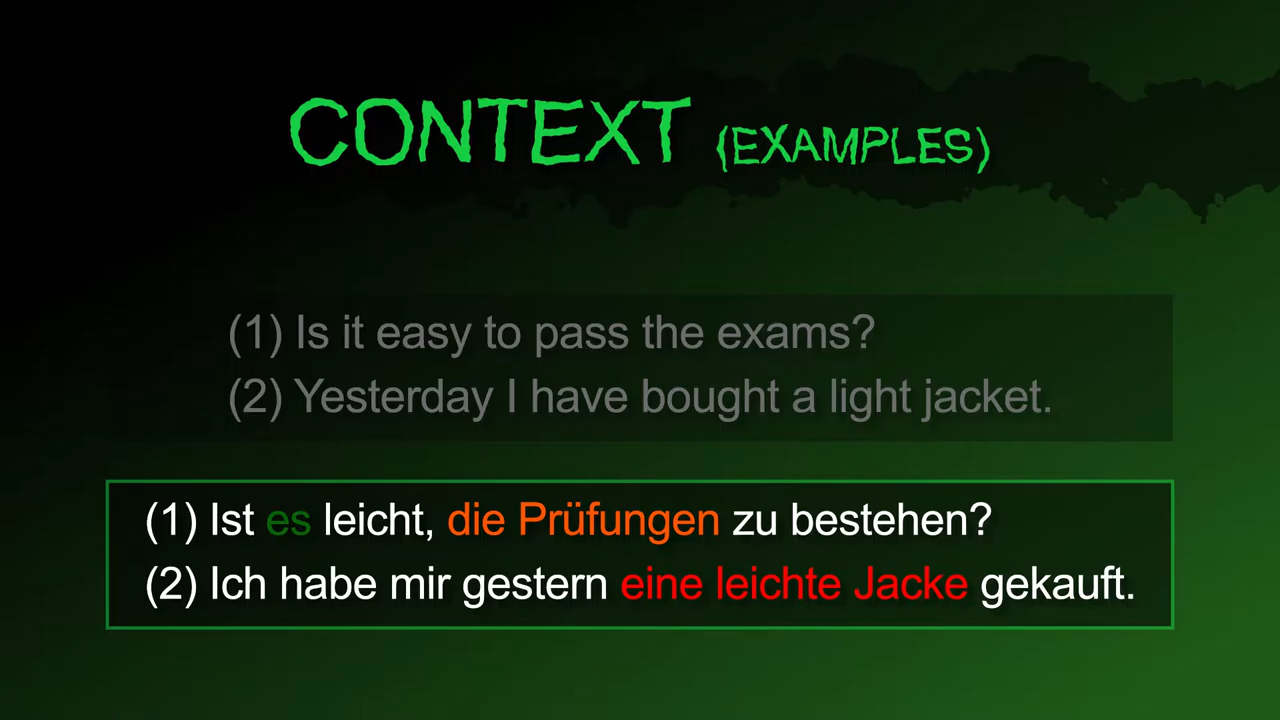 CONTEXT (EXAMPLES)
(1) Is it easy to pass the exams?
(2) Yesterday I have bought a light jacket.
(1) Ist es leicht, die Prüfungen zu bestehen?
(2) Ich habe mir gestern eine leichte Jacke gekauft.